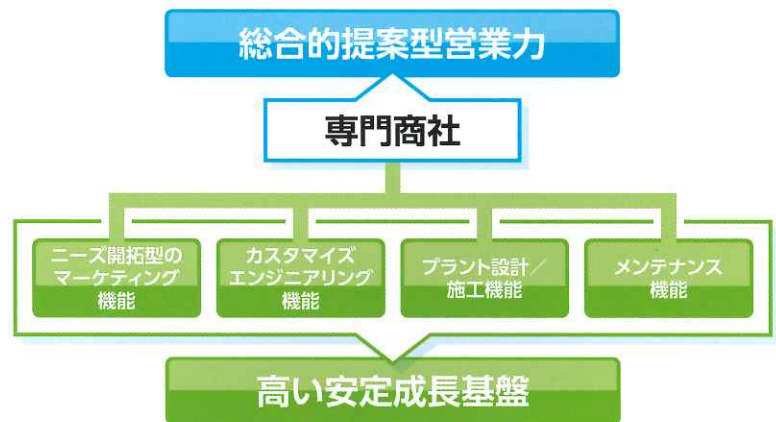 総合的提案型営業力
専門商社
ニーズ開拓型の
マーケティング
機能
カスタマイズ
エンジニアリング
機能
プラント設計／
施工機能
メンテナンス
機能
高い安定成長基盤